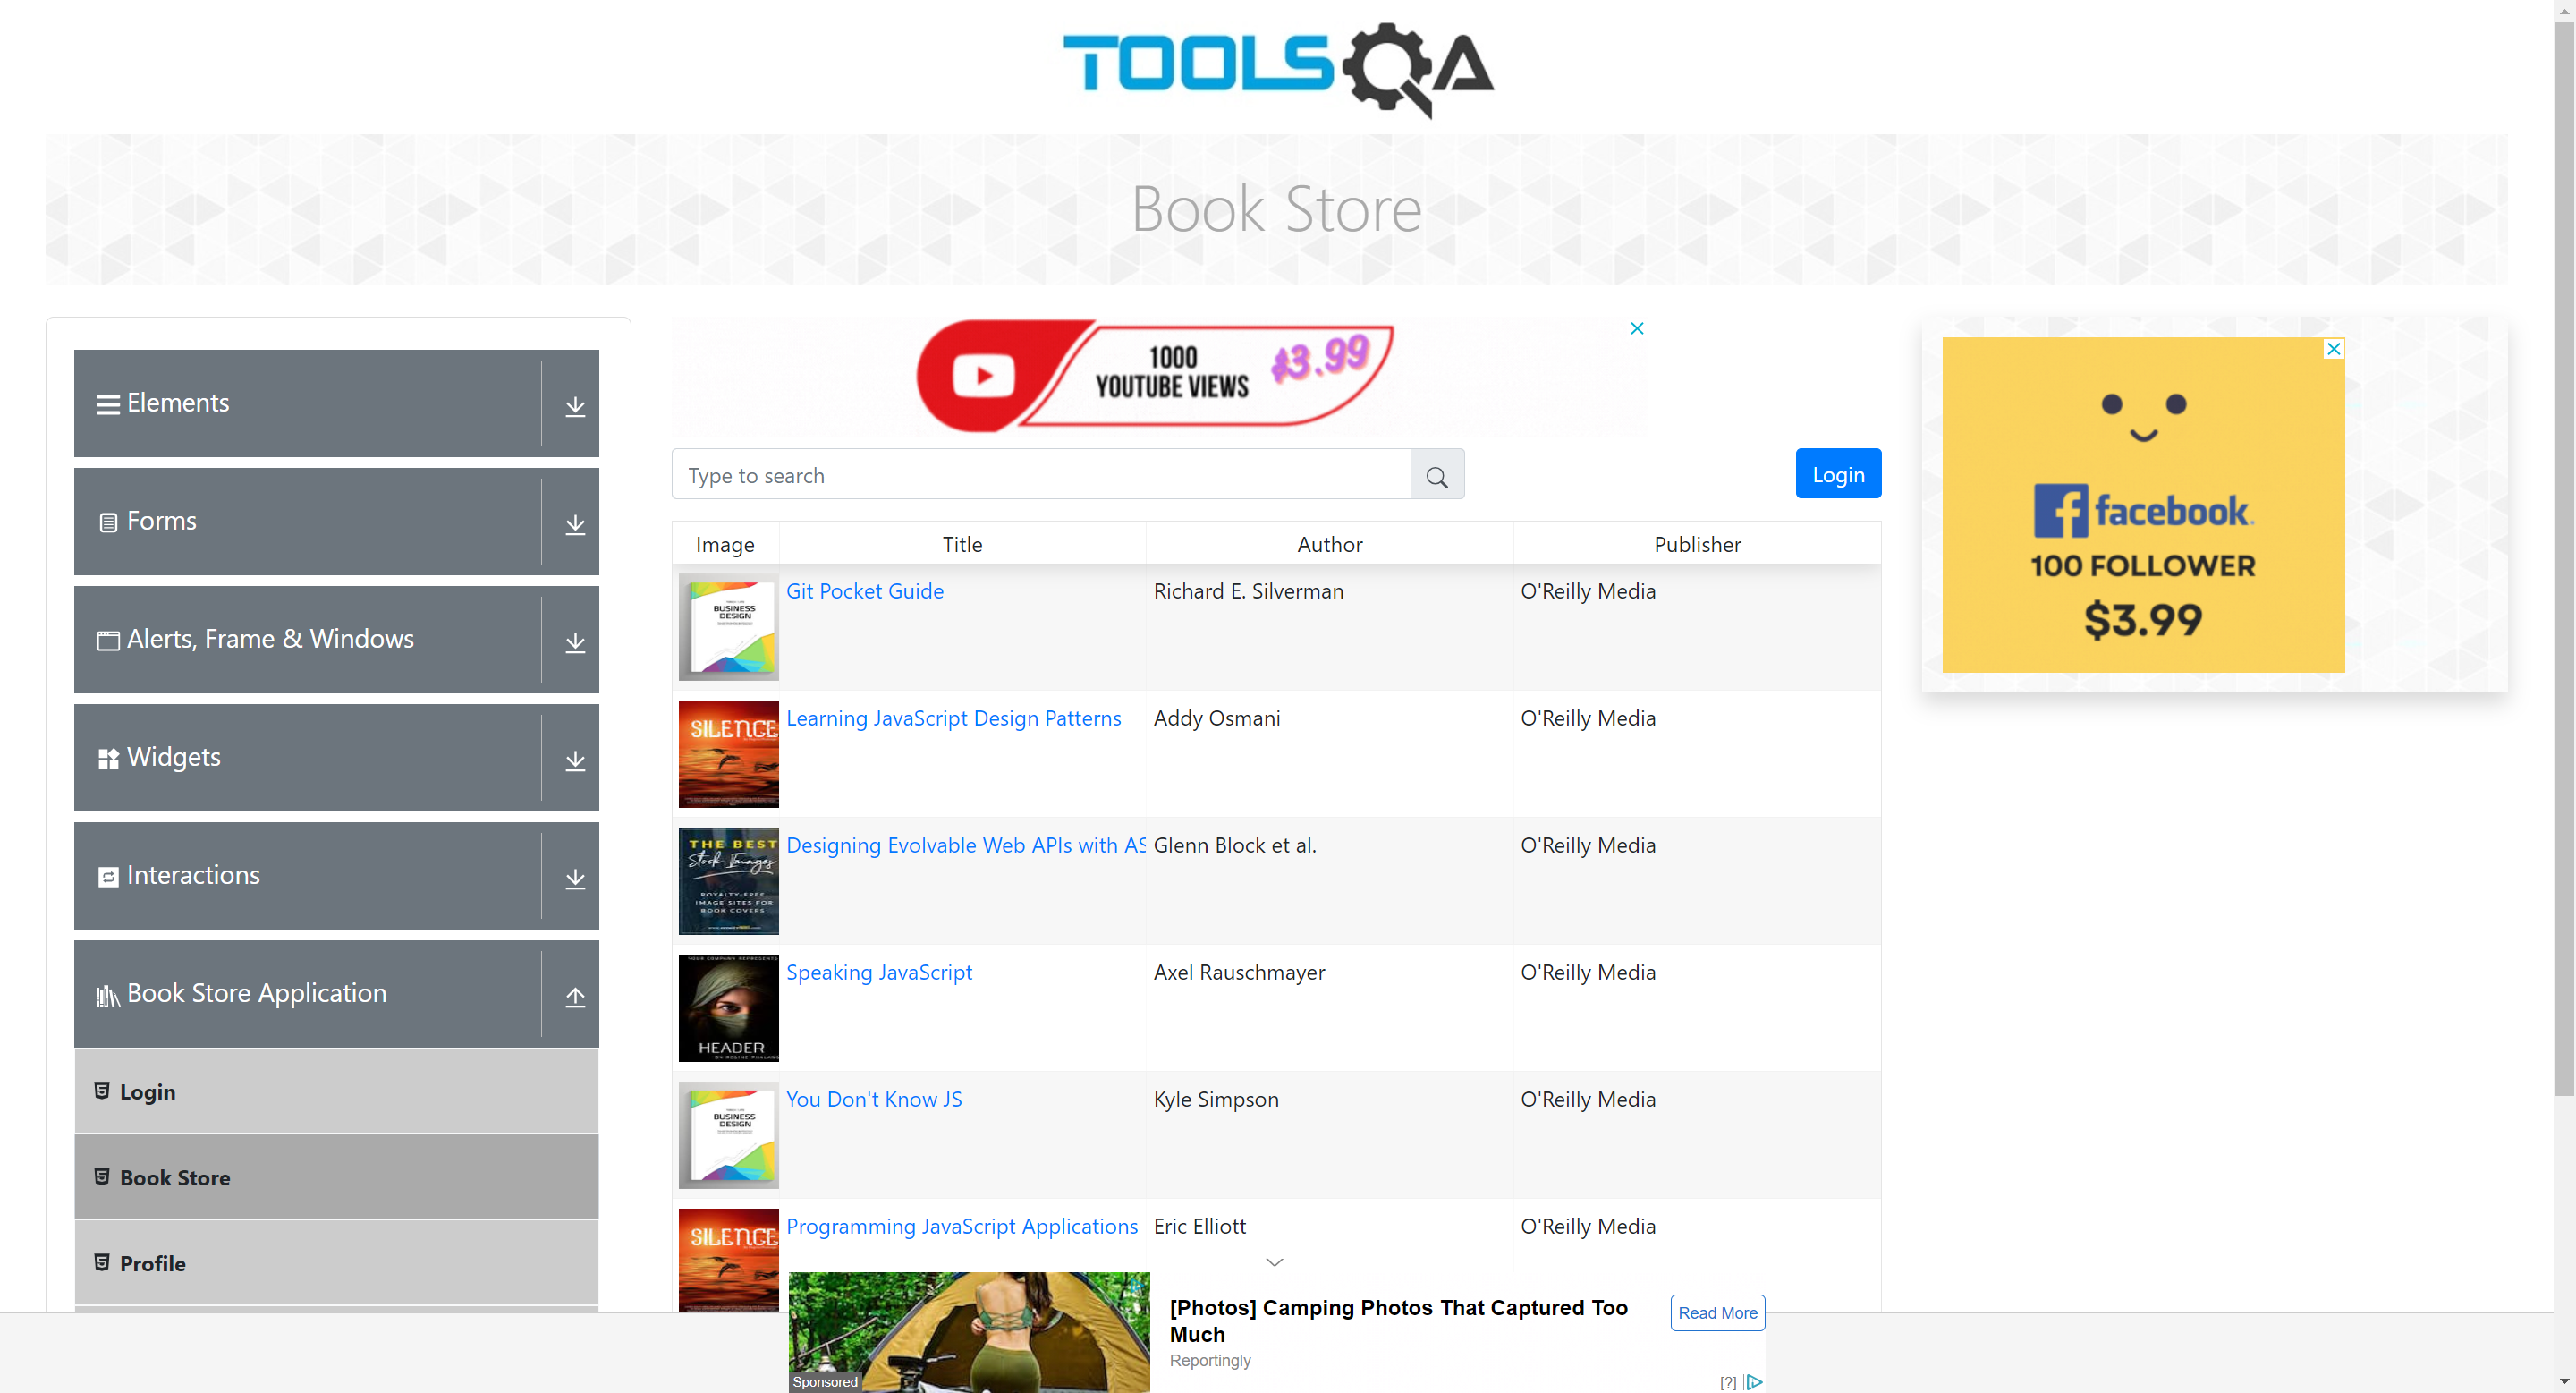 TOOLSQA
Book Store
Elements
Forms
Alerts, Frame & Windows
Widgets
Interactions
Book Store Application
Login
Book Store
Profile
1000
YOUTUBE VIEWS
$3.99
Type to search
Login
Image Title Author Publisher
BUSINESS
DESIGN
Git Pocket Guide Richard E. Silverman O'Reilly Media
SILENCE
Learning JavaScript Design Patterns Addy Osmani O'Reilly Media
THE BEST
Stock Images
ROYALTY-FREE
IMAGE SITES FOR
BOOK COVERS
Designing Evolvable Web APIs with AS Glenn Block et al. O'Reilly Media
YOUR COMPANY REPRESENTS
HEADER
Speaking JavaScript Axel Rauschmayer O'Reilly Media
BUSINESS
DESIGN
You Don't Know JS Kyle Simpson O'Reilly Media
SILENCE
Programming JavaScript Applications Eric Elliott O'Reilly Media
facebook.
100 FOLLOWER
$3.99
[Photos] Camping Photos That Captured Too
Much
Reportingly
Read More
Sponsored
[?]